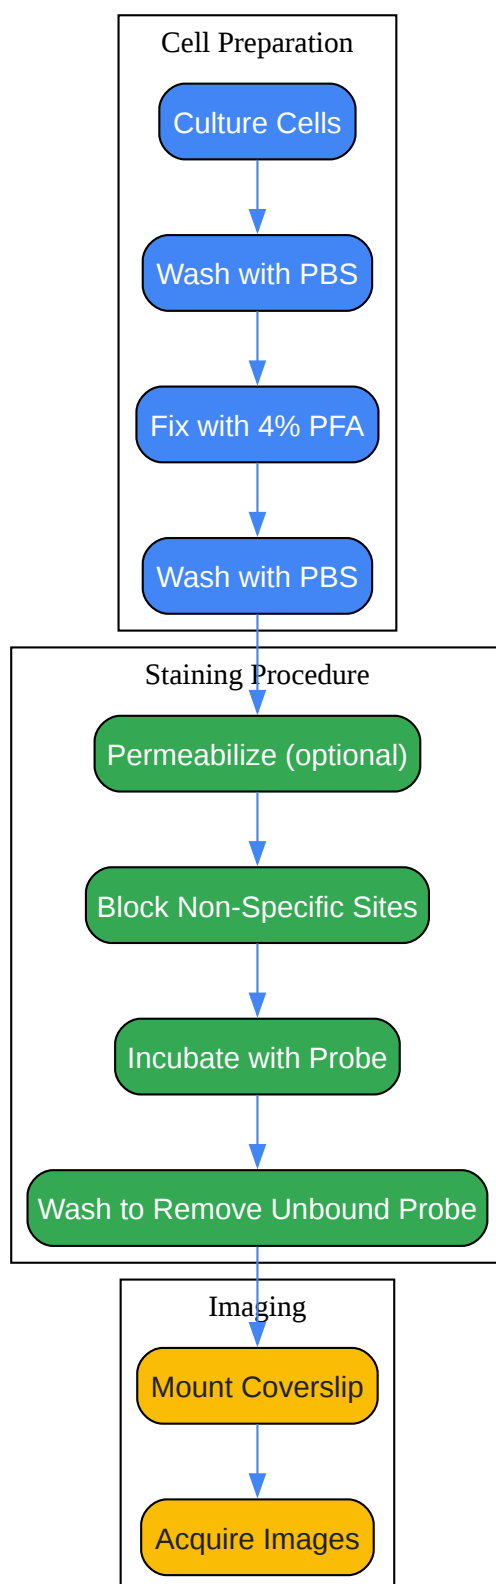 Cell Preparation
Culture Cells
Wash with PBS
Fix with 4% PFA
Wash with PBS
Staining Procedure
Permeabilize (optional)
Block Non-Specific Sites
Incubate with Probe
Wash to Remove Unbound Probe
Imaging
Mount Coverslip
Acquire Images